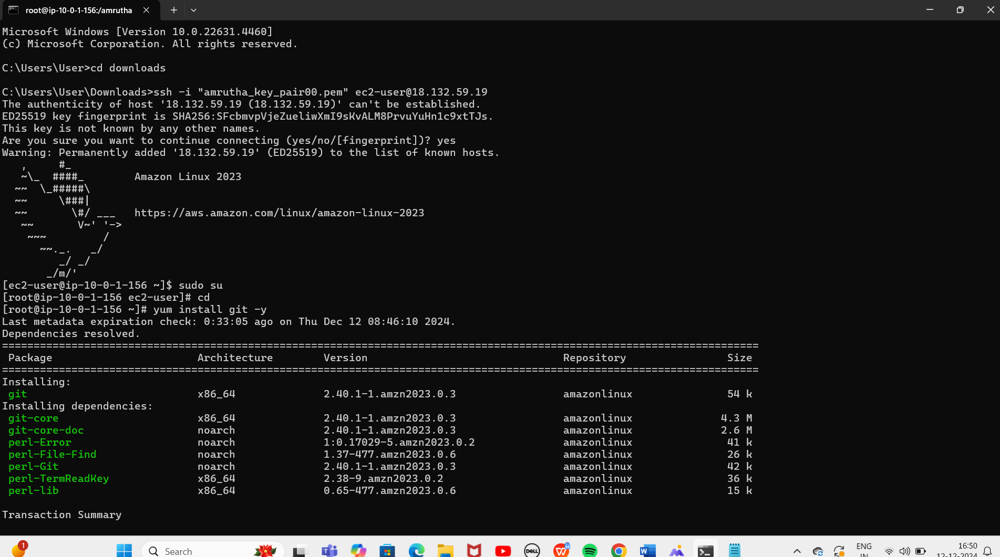 root@ip-10-0-1-156:/amrutha
Microsoft Windows [Version 10.0.22631.4460]
(c) Microsoft Corporation. All rights reserved.
C:\Users\User>cd downloads
C:\Users\User\Downloads>ssh -i "amrutha_key_pair00.pem" ec2-user@18.132.59.19
The authenticity of host '18.132.59.19 (18.132.59.19)' can't be established.
ED25519 key fingerprint is SHA256:SFcbmvpVjeZueliwXmI9sKvALM8PrvuYuHn1c9xtTJs.
This key is not known by any other names.
Are you sure you want to continue connecting (yes/no/[fingerprint])? yes
Warning: Permanently added '18.132.59.19' (ED25519) to the list of known hosts.
   ,     #_
   ~\_  ####_        Amazon Linux 2023
  ~~  \_#####\
  ~~     \###|
  ~~       \#/ ___   https://aws.amazon.com/linux/amazon-linux-2023
   ~~       V~' '->
    ~~~         /
      ~~._.   _/
         _/ _/
       _/m/'
[ec2-user@ip-10-0-1-156 ~]$ sudo su
[root@ip-10-0-1-156 ec2-user]# cd
[root@ip-10-0-1-156 ~]# yum install git -y
Last metadata expiration check: 0:33:05 ago on Thu Dec 12 08:46:10 2024.
Dependencies resolved.
================================================================================
Package Architecture Version Repository Size
================================================================================
Installing:
git x86_64 2.40.1-1.amzn2023.0.3 amazonlinux 54 k
Installing dependencies:
git-core x86_64 2.40.1-1.amzn2023.0.3 amazonlinux 4.3 M
git-core-doc noarch 2.40.1-1.amzn2023.0.3 amazonlinux 2.6 M
perl-Error noarch 1:0.17029-5.amzn2023.0.2 amazonlinux 41 k
perl-File-Find noarch 1.37-477.amzn2023.0.6 amazonlinux 26 k
perl-Git noarch 2.40.1-1.amzn2023.0.3 amazonlinux 42 k
perl-TermReadKey x86_64 2.38-9.amzn2023.0.2 amazonlinux 36 k
perl-lib x86_64 0.65-477.amzn2023.0.6 amazonlinux 15 k
Transaction Summary
1 Search DELL ENG 16:50
IN 12-12-2024